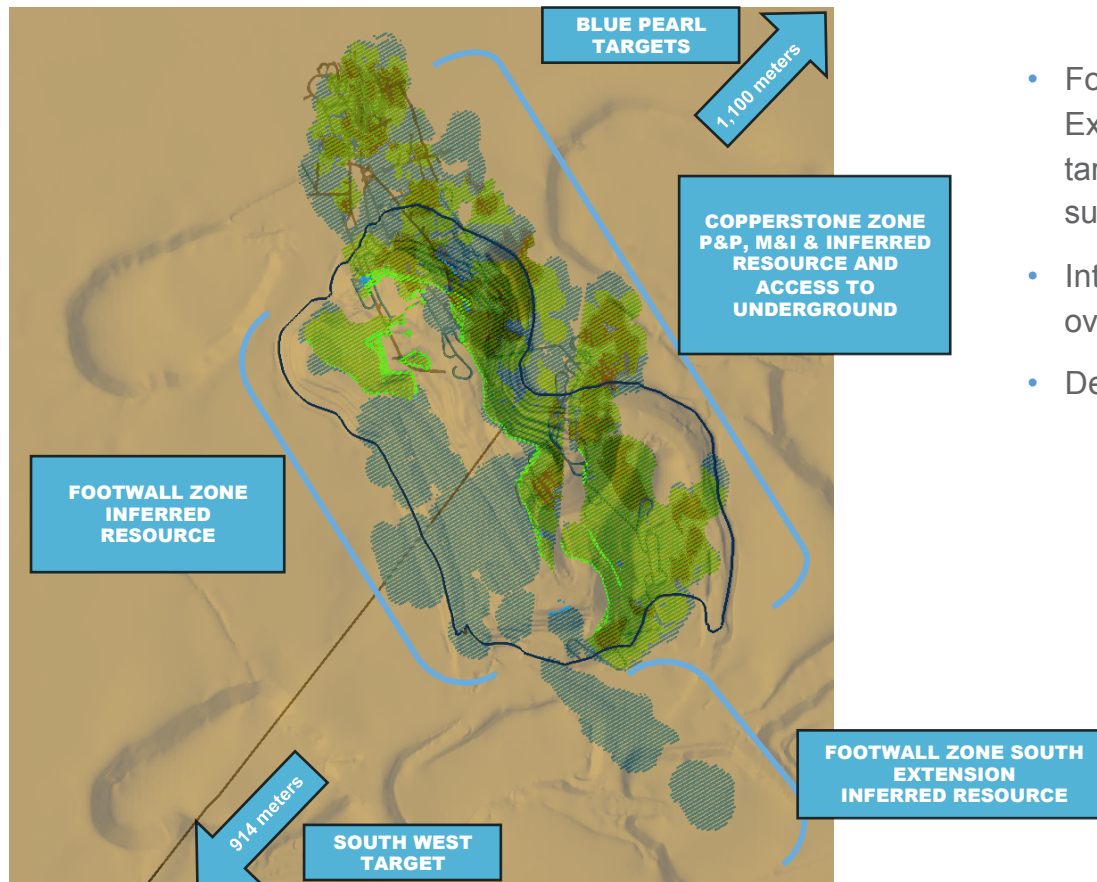 BLUE PEARL
TARGETS
1,100 meters
COPPERSTONE ZONE
P&P, M&I & INFERRED
RESOURCE AND
ACCESS TO
UNDERGROUND
FOOTWALL ZONE
INFERRED
RESOURCE
FOOTWALL ZONE SOUTH
EXTENSION
INFERRED RESOURCE
914 meters
SOUTH WEST
TARGET